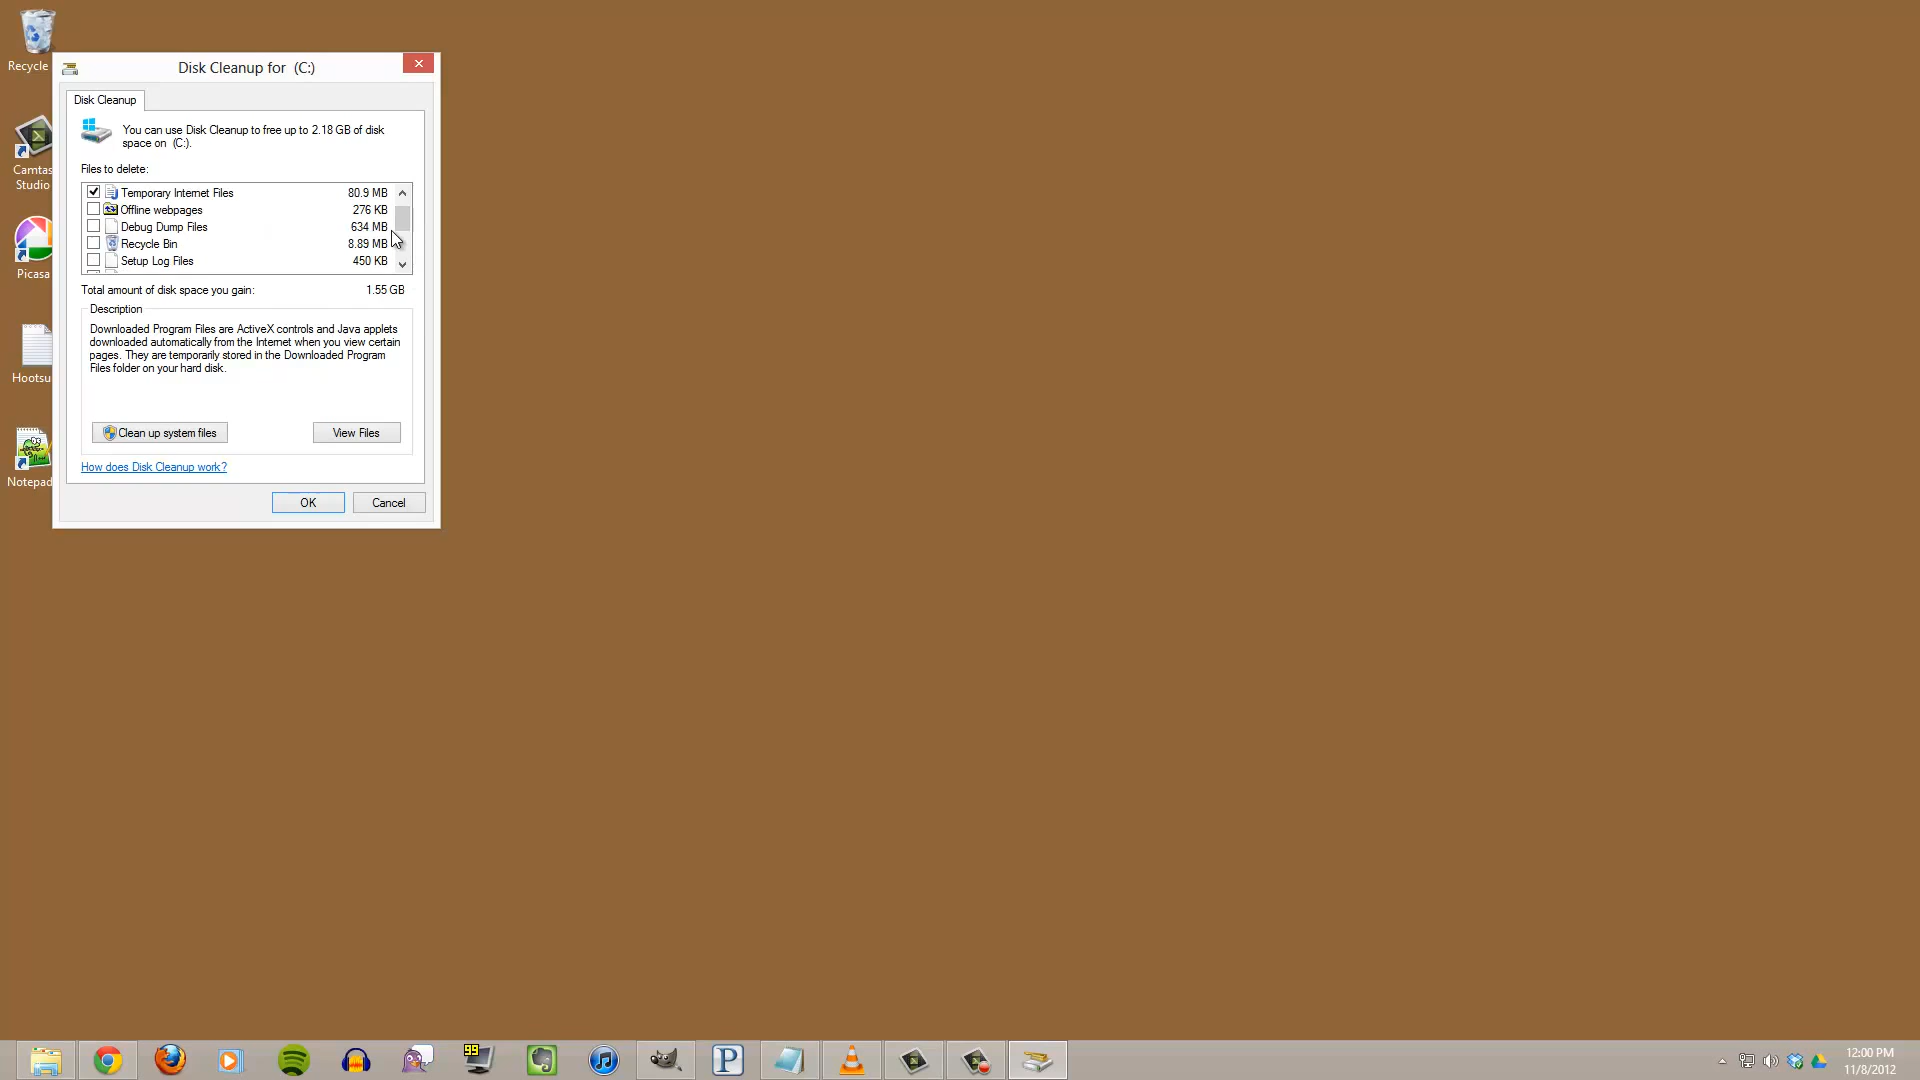 Recycle
Camtas
Studio
Picasa
Hootsu
Notepad
Disk Cleanup for (C:)
Disk Cleanup
You can use Disk Cleanup to free up to 2.18 GB of disk
space on (C:).
Files to delete:
Temporary Internet Files 80.9 MB
Offline webpages 276 KB
Debug Dump Files 634 MB
Recycle Bin 8.89 MB
Setup Log Files 450 KB
Total amount of disk space you gain: 1.55 GB
Description
Downloaded Program Files are ActiveX controls and Java applets
downloaded automatically from the Internet when you view certain
pages. They are temporarily stored in the Downloaded Program
Files folder on your hard disk.
Clean up system files View Files
How does Disk Cleanup work?
OK Cancel
99
P
12:00 PM
11/8/2012